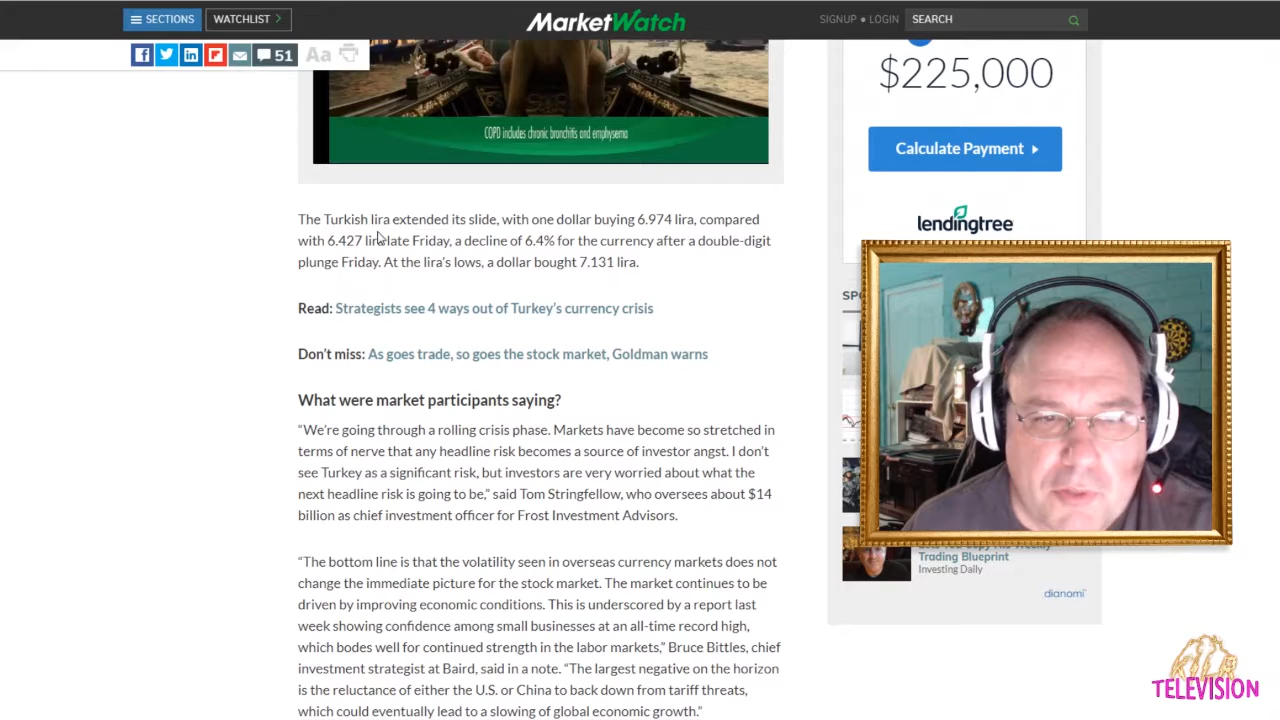 SECTIONS
WATCHLIST
MarketWatch
SIGNUP • LOGIN
SEARCH
51
Aa
COPD includes chronic bronchitis and emphysema
$225,000
Calculate Payment
lendingtree
The Turkish lira extended its slide, with one dollar buying 6.974 lira, compared
with 6.427 lira late Friday, a decline of 6.4% for the currency after a double-digit
plunge Friday. At the lira's lows, a dollar bought 7.131 lira.
Read: Strategists see 4 ways out of Turkey's currency crisis
Don't miss: As goes trade, so goes the stock market, Goldman warns
What were market participants saying?
“We're going through a rolling crisis phase. Markets have become so stretched in
terms of nerve that any headline risk becomes a source of investor angst. I don't
see Turkey as a significant risk, but investors are very worried about what the
next headline risk is going to be,” said Tom Stringfellow, who oversees about $14
billion as chief investment officer for Frost Investment Advisors.
“The bottom line is that the volatility seen in overseas currency markets does not
change the immediate picture for the stock market. The market continues to be
driven by improving economic conditions. This is underscored by a report last
week showing confidence among small businesses at an all-time record high,
which bodes well for continued strength in the labor markets,” Bruce Bittles, chief
investment strategist at Baird, said in a note. “The largest negative on the horizon
is the reluctance of either the U.S. or China to back down from tariff threats,
which could eventually lead to a slowing of global economic growth.”
Trading Blueprint
Investing Daily
dianomi
TELEVISION